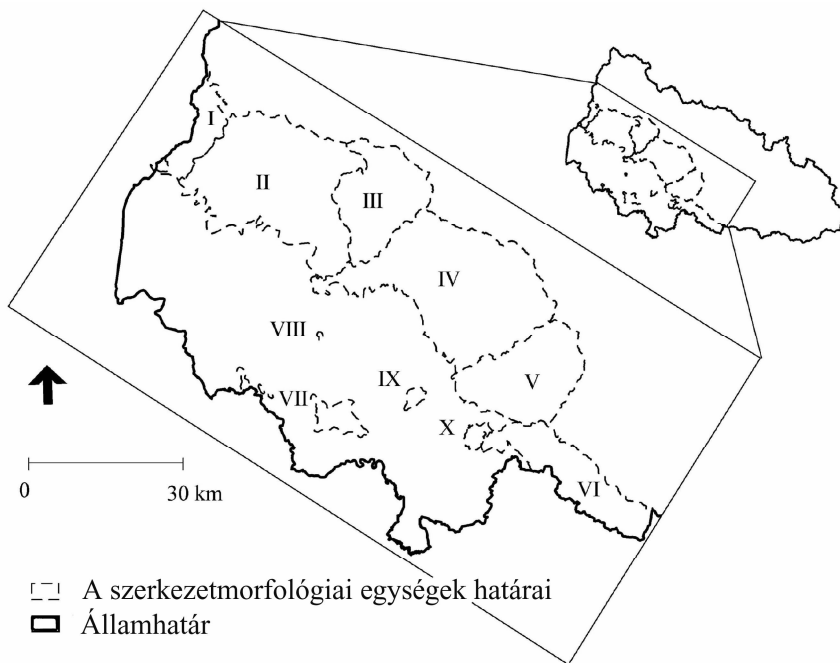 I
II
III
IV
VIII
V
IX
VII
X
VI
0 30 km
A szerkezetmorfológiai egységek határai
Államhatár